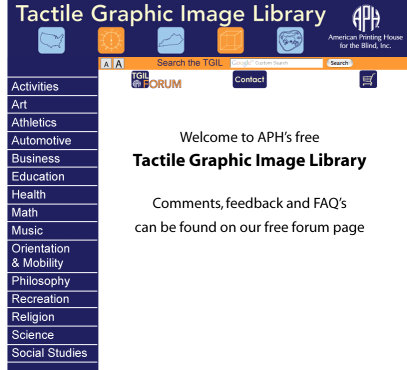 Tactile Graphic Image Library
APH
American Printing House
for the Blind, Inc.
A A Search the TGIL Google Custom Search Search
TGIL
FORUM
Contact
Activities
Art
Athletics
Automotive
Business
Education
Health
Math
Music
Orientation
& Mobility
Philosophy
Recreation
Religion
Science
Social Studies
Welcome to APH's free
Tactile Graphic Image Library
Comments, feedback and FAQ's
can be found on our free forum page